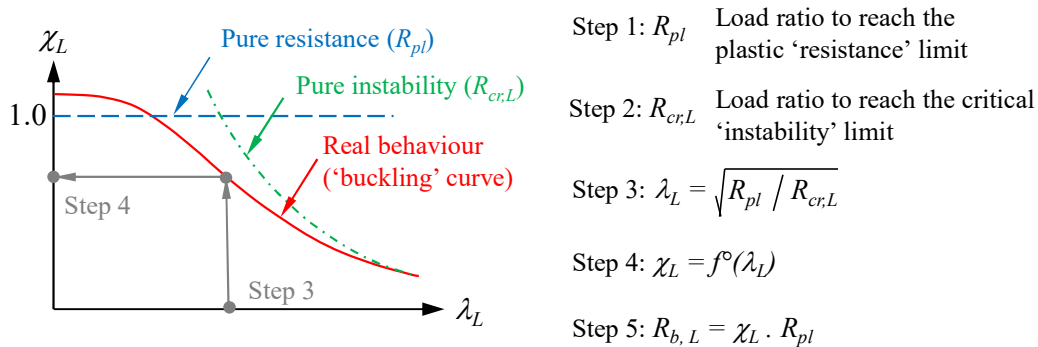 χL
Pure resistance (Rpl)
Pure instability (Rcr,L)
1.0
Real behaviour
(‘buckling’ curve)
Step 4
Step 3
λL
Step 1: Rpl Load ratio to reach the
plastic ‘resistance’ limit
Step 2: Rcr,L Load ratio to reach the critical
‘instability’ limit
Step 3: λL = √Rpl / Rcr,L
Step 4: χL = f°(λL)
Step 5: Rb, L = χL . Rpl